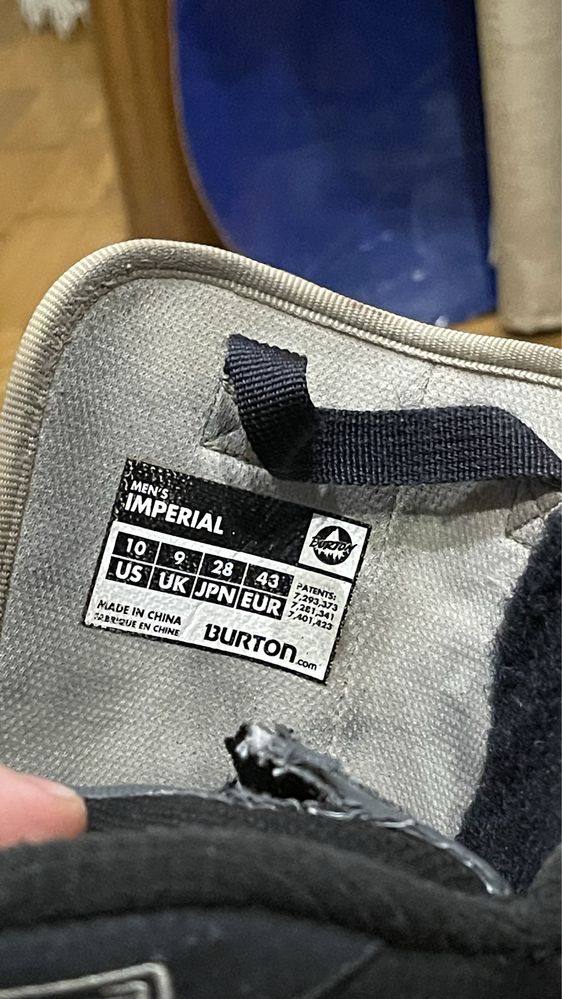 MEN'S
IMPERIAL
BURTON
10 9 28 43
US UK JPN EUR
PATENTS:
7,293,373
7,281,341
7,401,423
MADE IN CHINA
FABRIQUE EN CHINE
BURTON.com